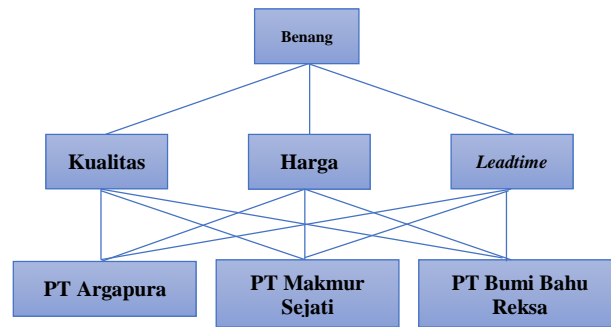 Benang
Kualitas
Harga
Leadtime
PT Argapura
PT Makmur
Sejati
PT Bumi Bahu
Reksa